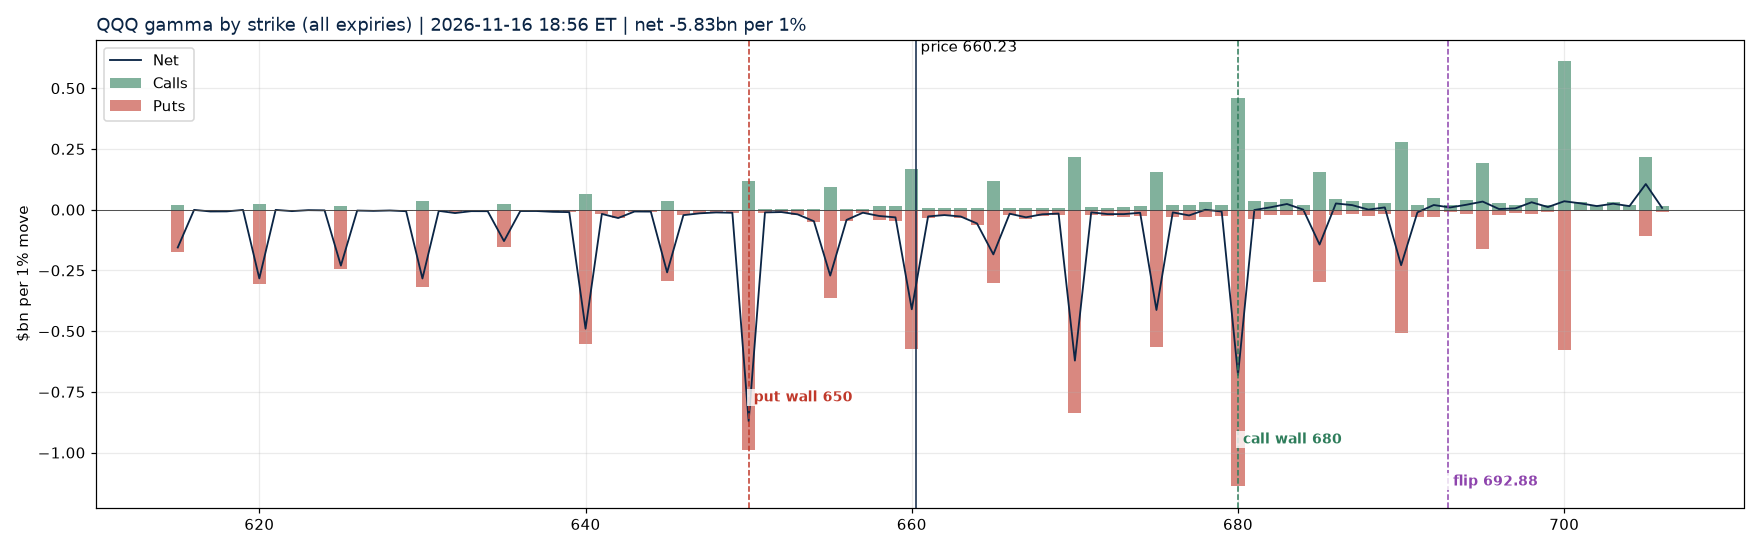 QQQ gamma by strike (all expiries) | 2026-11-16 18:56 ET | net -5.83bn per 1%
price 660.23
Net
Calls
Puts
$bn per 1% move
0.50
0.25
0.00
−0.25
−0.50
−0.75
−1.00
put wall 650
call wall 680
flip 692.88
620
640
660
680
700